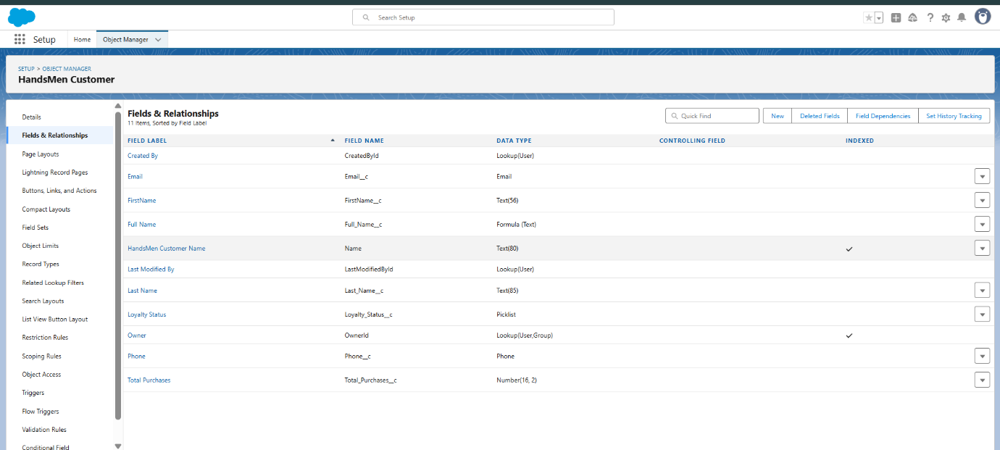 Search Setup
Setup
Home
Object Manager
SETUP > OBJECT MANAGER
HandsMen Customer
Details
Fields & Relationships
Page Layouts
Lightning Record Pages
Buttons, Links, and Actions
Compact Layouts
Field Sets
Object Limits
Record Types
Related Lookup Filters
Search Layouts
List View Button Layout
Restriction Rules
Scoping Rules
Object Access
Triggers
Flow Triggers
Validation Rules
Conditional Field
Fields & Relationships
11 Items, Sorted by Field Label
Quick Find
New
Deleted Fields
Field Dependencies
Set History Tracking
FIELD LABEL FIELD NAME DATA TYPE CONTROLLING FIELD INDEXED
Created By CreatedById Lookup(User)
Email Email__c Email
FirstName FirstName__c Text(56)
Full Name Full_Name__c Formula (Text)
HandsMen Customer Name Name Text(80)
Last Modified By LastModifiedById Lookup(User)
Last Name Last_Name__c Text(85)
Loyalty Status Loyalty_Status__c Picklist
Owner OwnerId Lookup(User,Group)
Phone Phone__c Phone
Total Purchases Total_Purchases__c Number(16, 2)